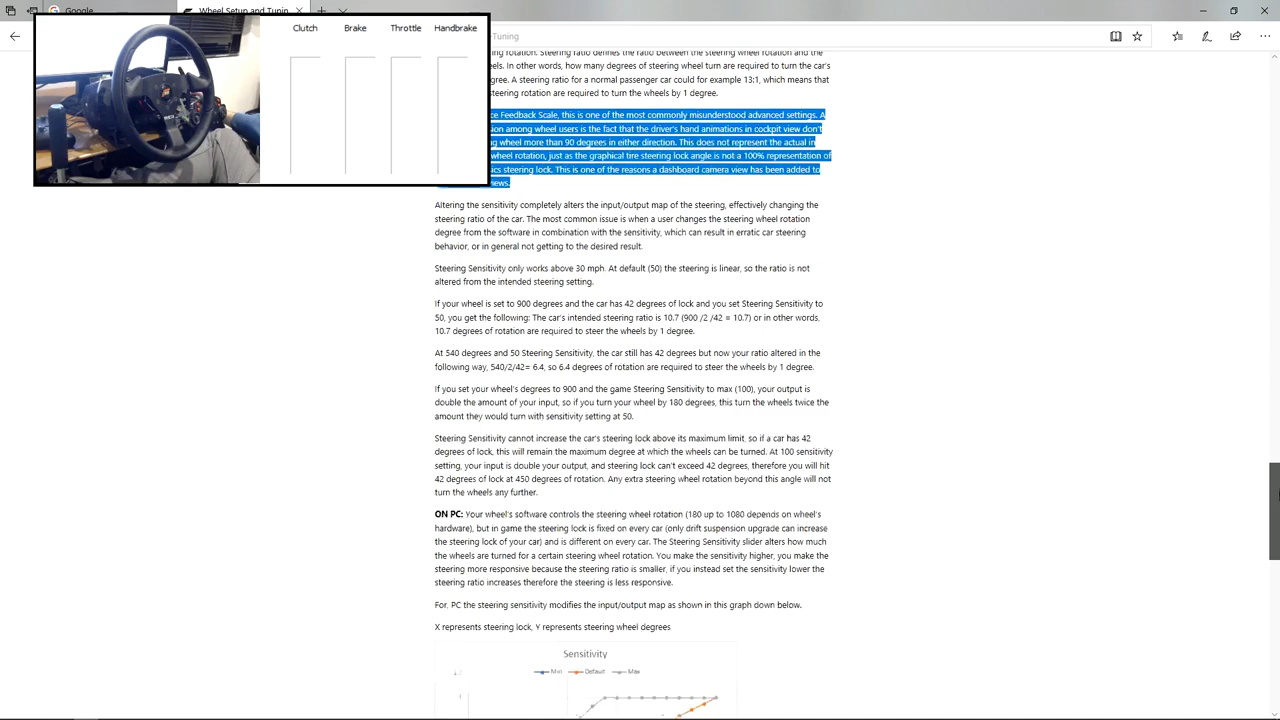 Google
Wheel Setup and Tunin
Clutch Brake Throttle Handbrake
Tuning
rotation. Steering ratio defines the ratio between the steering wheel rotation and the
In other words, how many degrees of steering wheel turn are required to turn the car's
A steering ratio for a normal passenger car could for example 13:1, which means that
steering rotation are required to turn the wheels by 1 degree.
Feedback Scale, this is one of the most commonly misunderstood advanced settings. A
among wheel users is the fact that the driver's hand animations in cockpit view don't
wheel more than 90 degrees in either direction. This does not represent the actual in
wheel rotation, just as the graphical tire steering lock angle is not a 100% representation of
steering lock. This is one of the reasons a dashboard camera view has been added to
Altering the sensitivity completely alters the input/output map of the steering, effectively changing the
steering ratio of the car. The most common issue is when a user changes the steering wheel rotation
degree from the software in combination with the sensitivity, which can result in erratic car steering
behavior, or in general not getting to the desired result.
Steering Sensitivity only works above 30 mph. At default (50) the steering is linear, so the ratio is not
altered from the intended steering setting.
If your wheel is set to 900 degrees and the car has 42 degrees of lock and you set Steering Sensitivity to
50, you get the following: The car's intended steering ratio is 10.7 (900 /2 /42 = 10.7) or in other words,
10.7 degrees of rotation are required to steer the wheels by 1 degree.
At 540 degrees and 50 Steering Sensitivity, the car still has 42 degrees but now your ratio altered in the
following way, 540/2/42= 6.4, so 6.4 degrees of rotation are required to steer the wheels by 1 degree.
If you set your wheel's degrees to 900 and the game Steering Sensitivity to max (100), your output is
double the amount of your input, so if you turn your wheel by 180 degrees, this turn the wheels twice the
amount they would turn with sensitivity setting at 50.
Steering Sensitivity cannot increase the car's steering lock above its maximum limit, so if a car has 42
degrees of lock, this will remain the maximum degree at which the wheels can be turned. At 100 sensitivity
setting, your input is double your output, and steering lock can't exceed 42 degrees, therefore you will hit
42 degrees of lock at 450 degrees of rotation. Any extra steering wheel rotation beyond this angle will not
turn the wheels any further.
ON PC: Your wheel's software controls the steering wheel rotation (180 up to 1080 depends on wheel's
hardware), but in game the steering lock is fixed on every car (only drift suspension upgrade can increase
the steering lock of your car) and is different on every car. The Steering Sensitivity slider alters how much
the wheels are turned for a certain steering wheel rotation. You make the sensitivity higher, you make the
steering more responsive because the steering ratio is smaller, if you instead set the sensitivity lower the
steering ratio increases therefore the steering is less responsive.
For, PC the steering sensitivity modifies the input/output map as shown in this graph down below.
X represents steering lock, Y represents steering wheel degrees
Sensitivity
Min Default Max